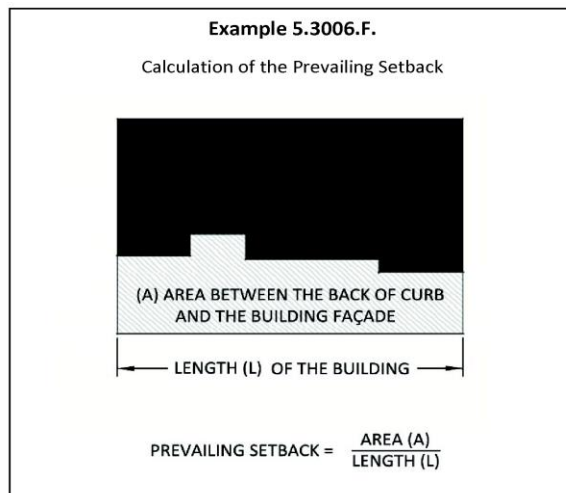 Example 5.3006.F.
Calculation of the Prevailing Setback
(A) AREA BETWEEN THE BACK OF CURB
AND THE BUILDING FAÇADE
LENGTH (L) OF THE BUILDING
PREVAILING SETBACK = AREA (A)
LENGTH (L)